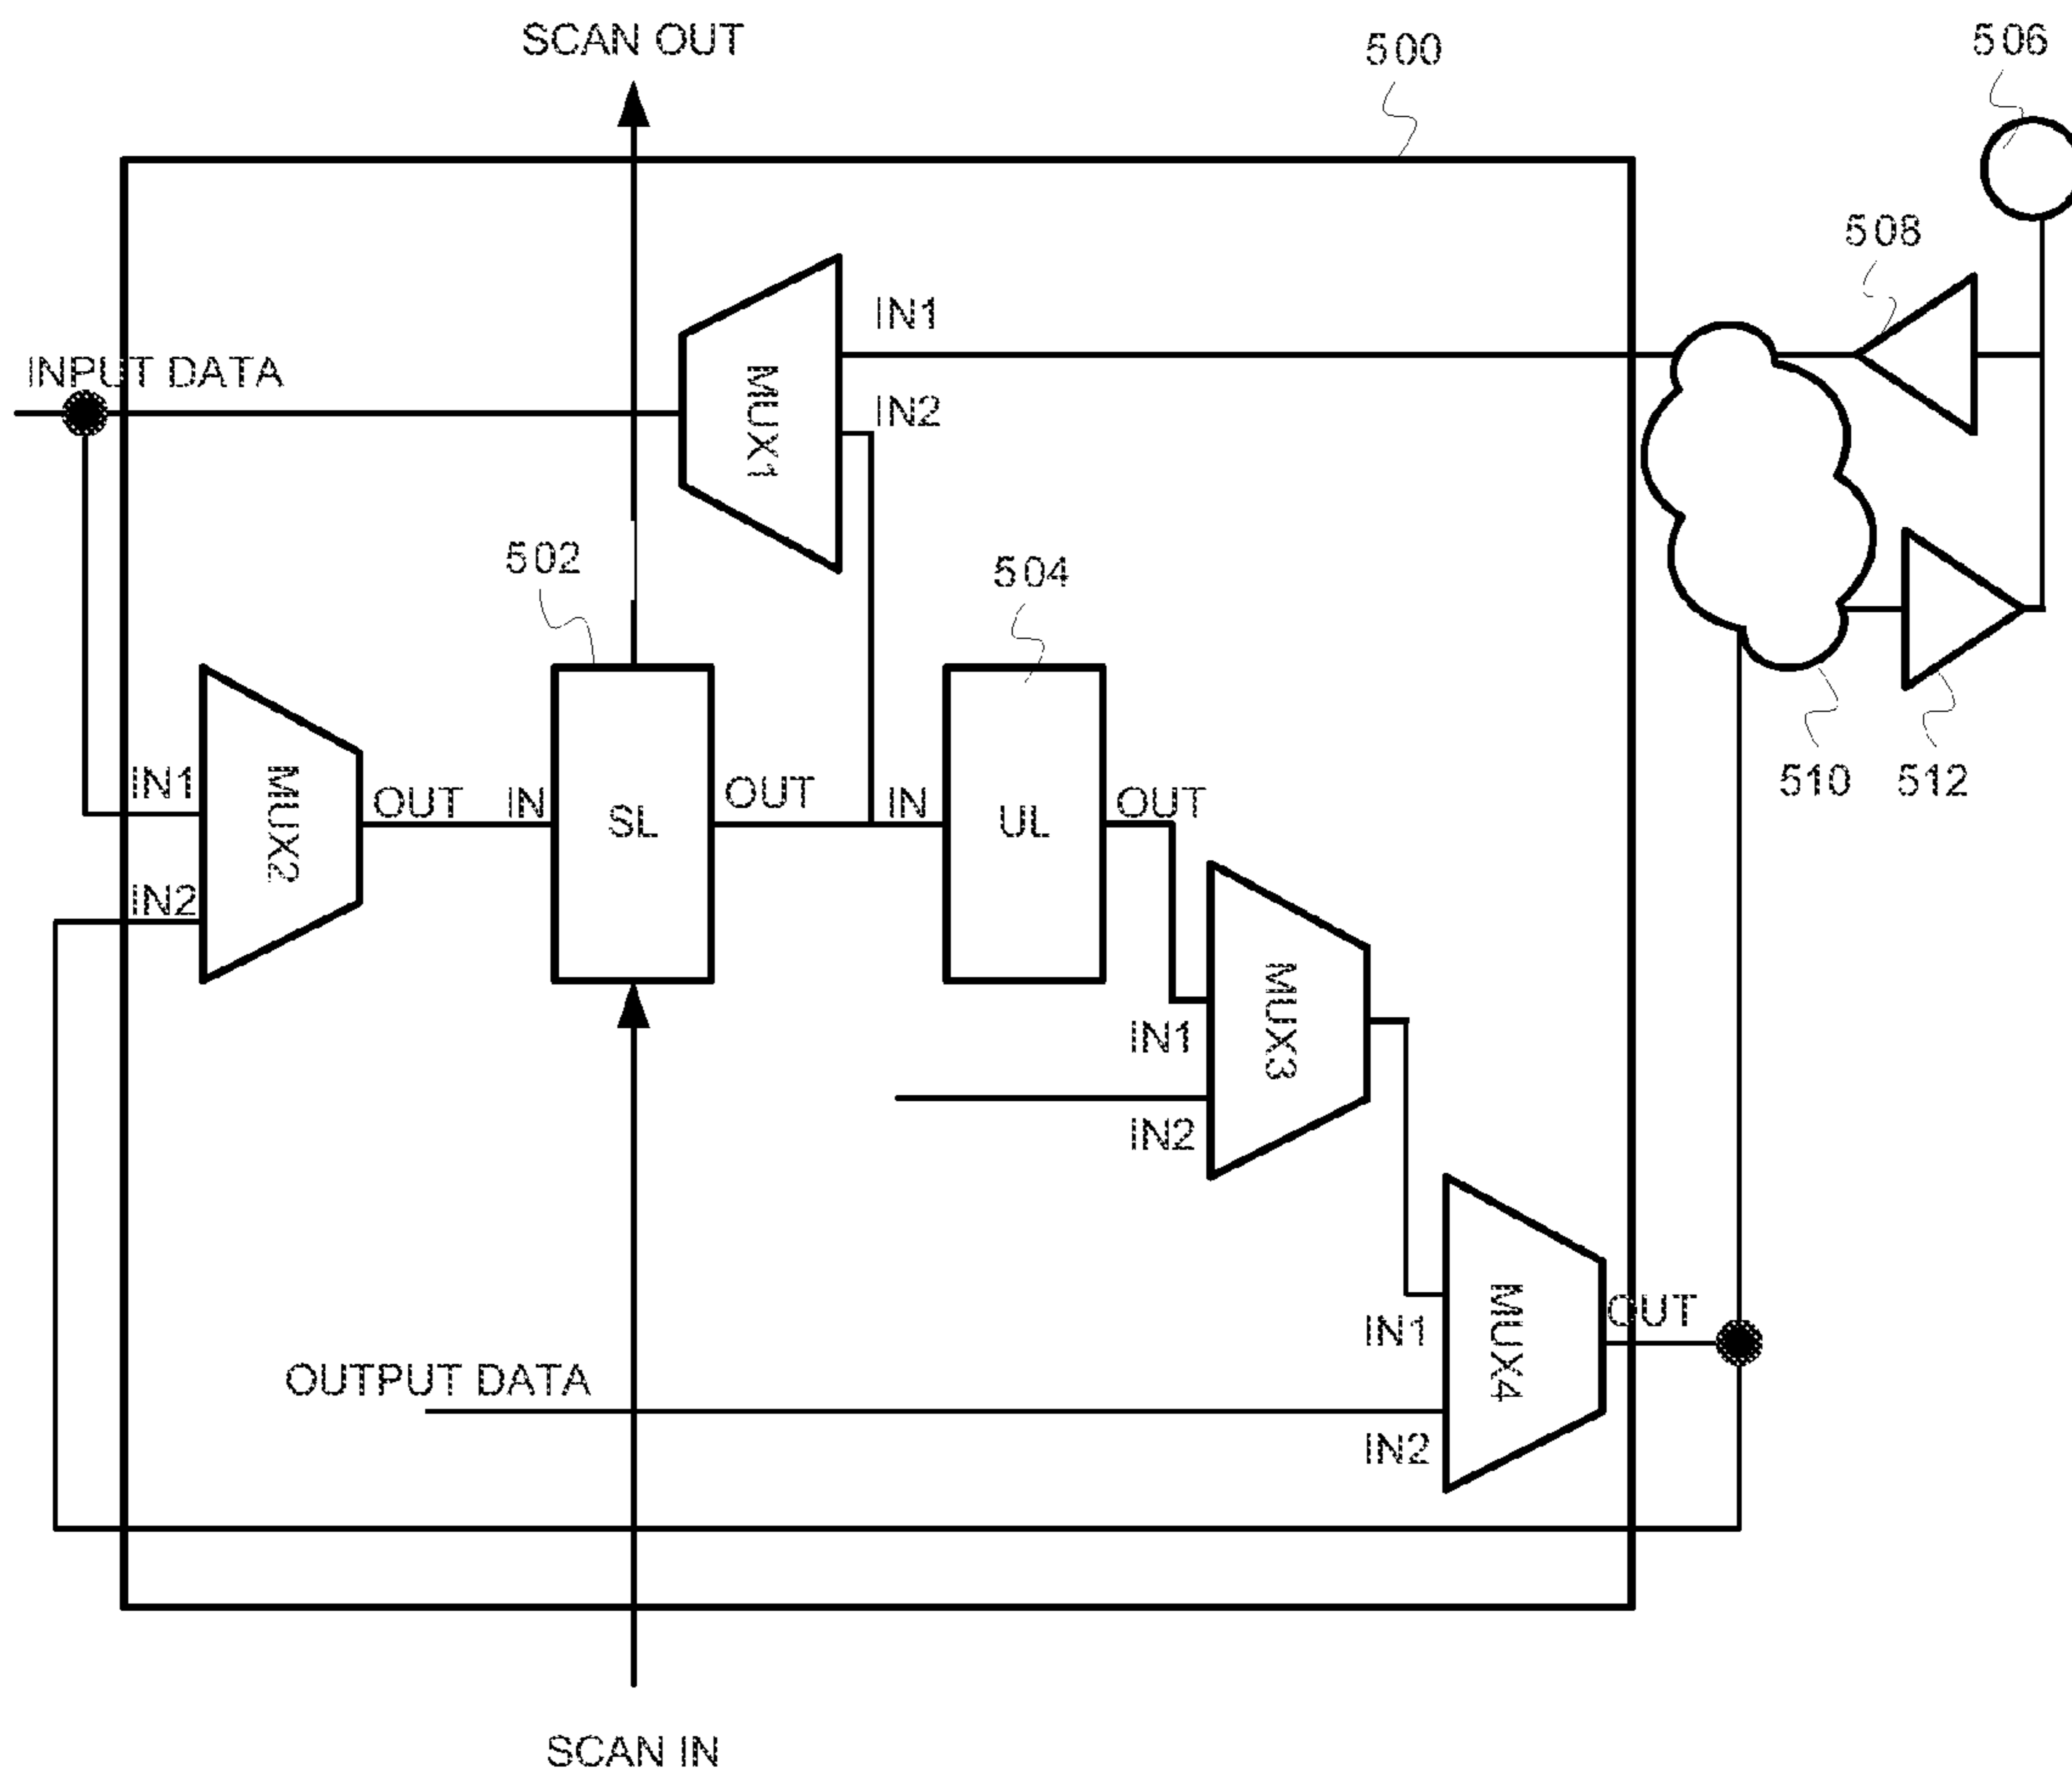 SCAN OUT
500
506
508
IN1
INPUT DATA
MUX1
IN2
502
504
510
512
IN1
MUX2
OUT
IN
SL
OUT
IN
UL
OUT
IN2
IN1
MUX3
IN2
OUT
IN1
MUX4
OUTPUT DATA
IN2
SCAN IN